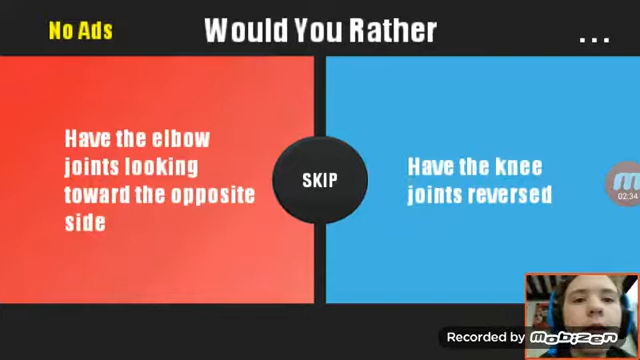 No Ads
Would You Rather
...
Have the elbow
joints looking
toward the opposite
side
SKIP
Have the knee
joints reversed
02:34
Recorded by
mobizen